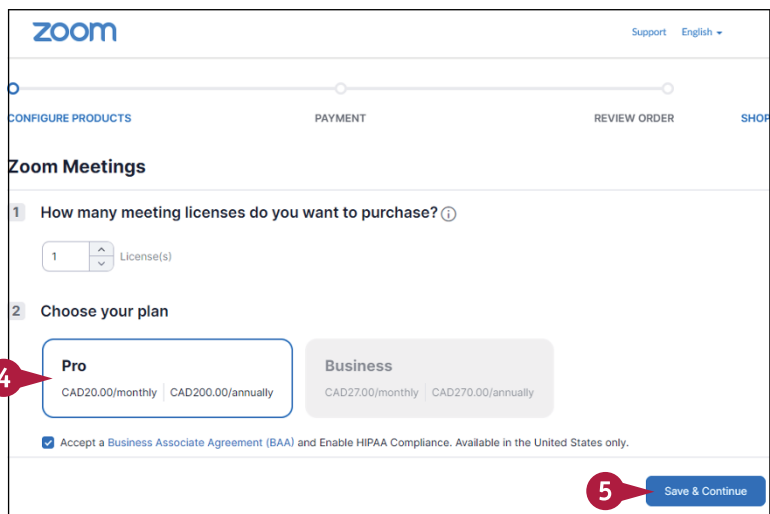 zoom
Support English
CONFIGURE PRODUCTS PAYMENT REVIEW ORDER SHOP
Zoom Meetings
1 How many meeting licenses do you want to purchase? i
1 License(s)
2 Choose your plan
Pro Business
4 CAD20.00/monthly CAD200.00/annually CAD27.00/monthly CAD270.00/annually
Accept a Business Associate Agreement (BAA) and Enable HIPAA Compliance. Available in the United States only.
5 Save & Continue